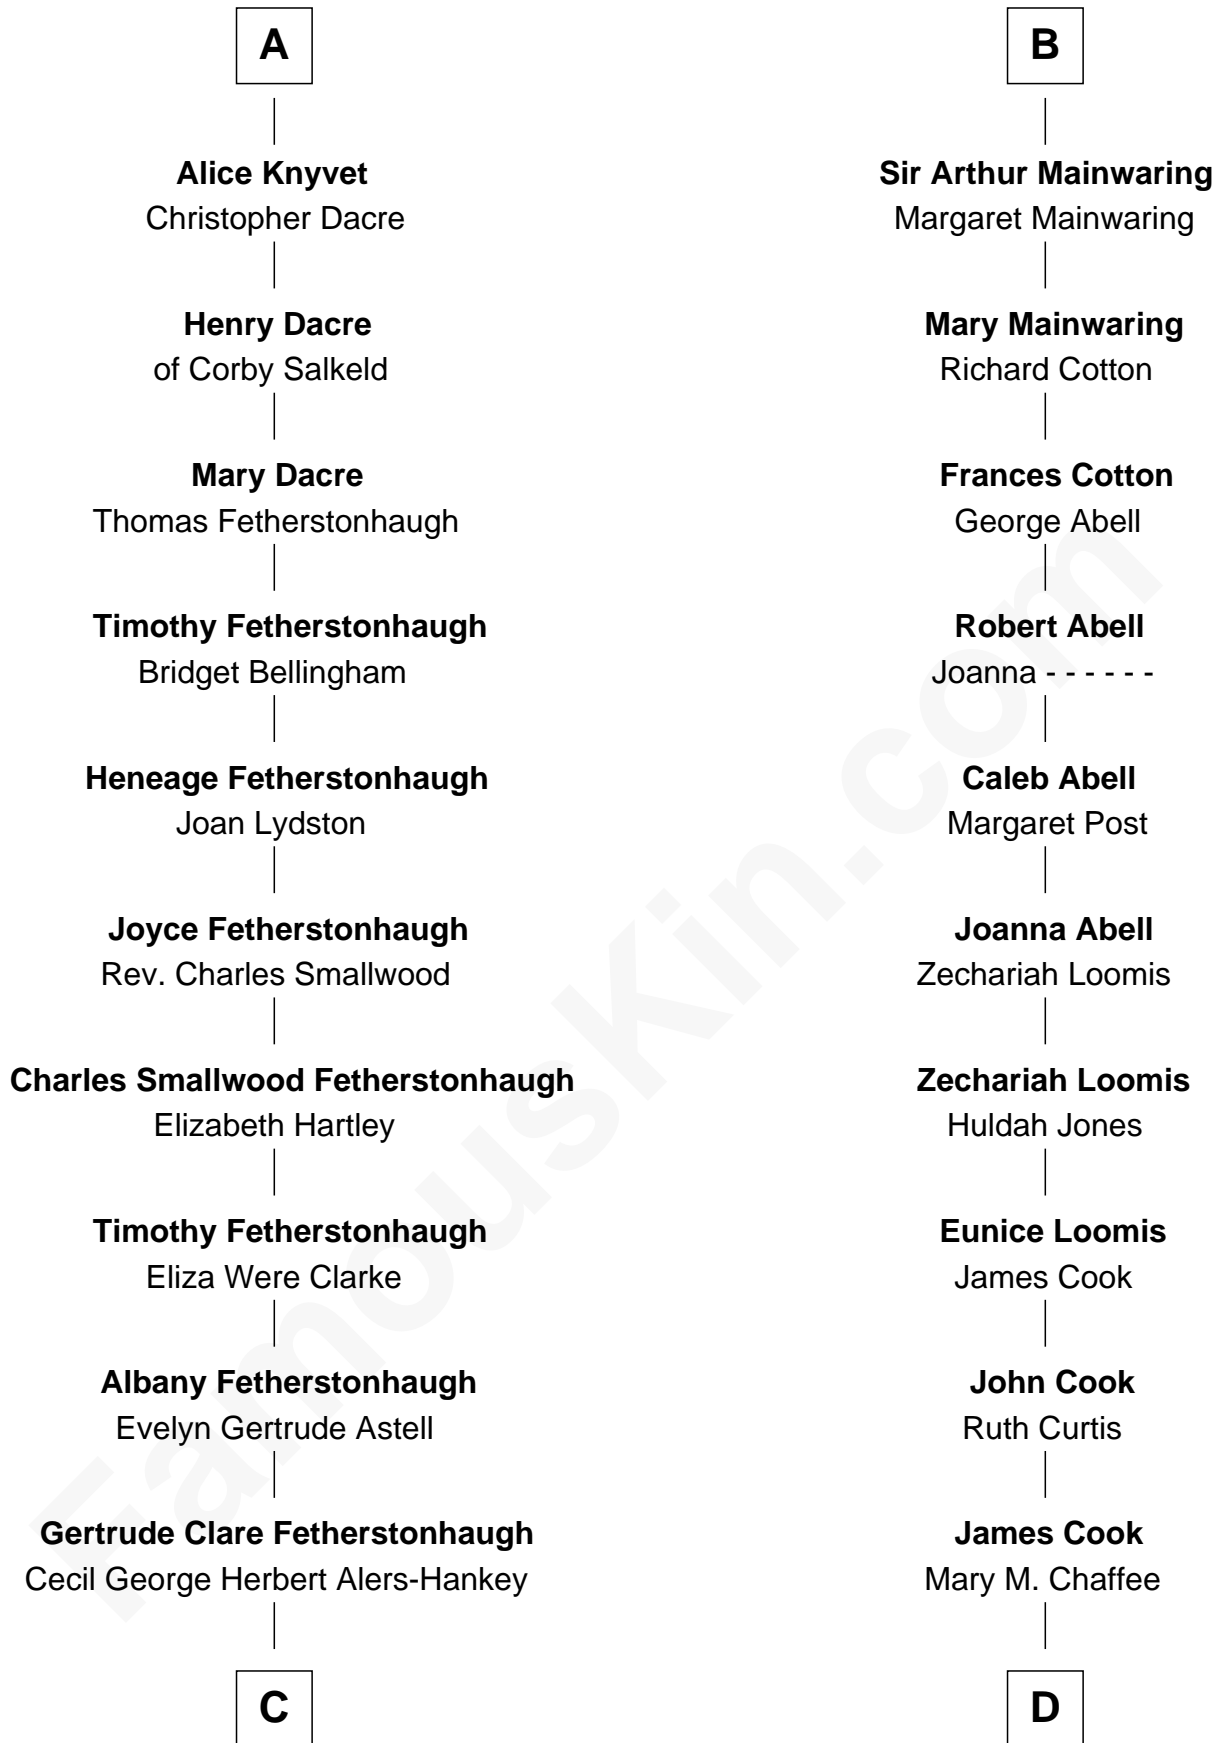 A
Alice Knyvet
Christopher Dacre
Henry Dacre
of Corby Salkeld
Mary Dacre
Thomas Fetherstonhaugh
Timothy Fetherstonhaugh
Bridget Bellingham
Heneage Fetherstonhaugh
Joan Lydston
Joyce Fetherstonhaugh
Rev. Charles Smallwood
Charles Smallwood Fetherstonhaugh
Elizabeth Hartley
Timothy Fetherstonhaugh
Eliza Were Clarke
Albany Fetherstonhaugh
Evelyn Gertrude Astell
Gertrude Clare Fetherstonhaugh
Cecil George Herbert Alers-Hankey
C
B
Sir Arthur Mainwaring
Margaret Mainwaring
Mary Mainwaring
Richard Cotton
Frances Cotton
George Abell
Robert Abell
Joanna - - - - - -
Caleb Abell
Margaret Post
Joanna Abell
Zechariah Loomis
Zechariah Loomis
Huldah Jones
Eunice Loomis
James Cook
John Cook
Ruth Curtis
James Cook
Mary M. Chaffee
D
FamousKin.com